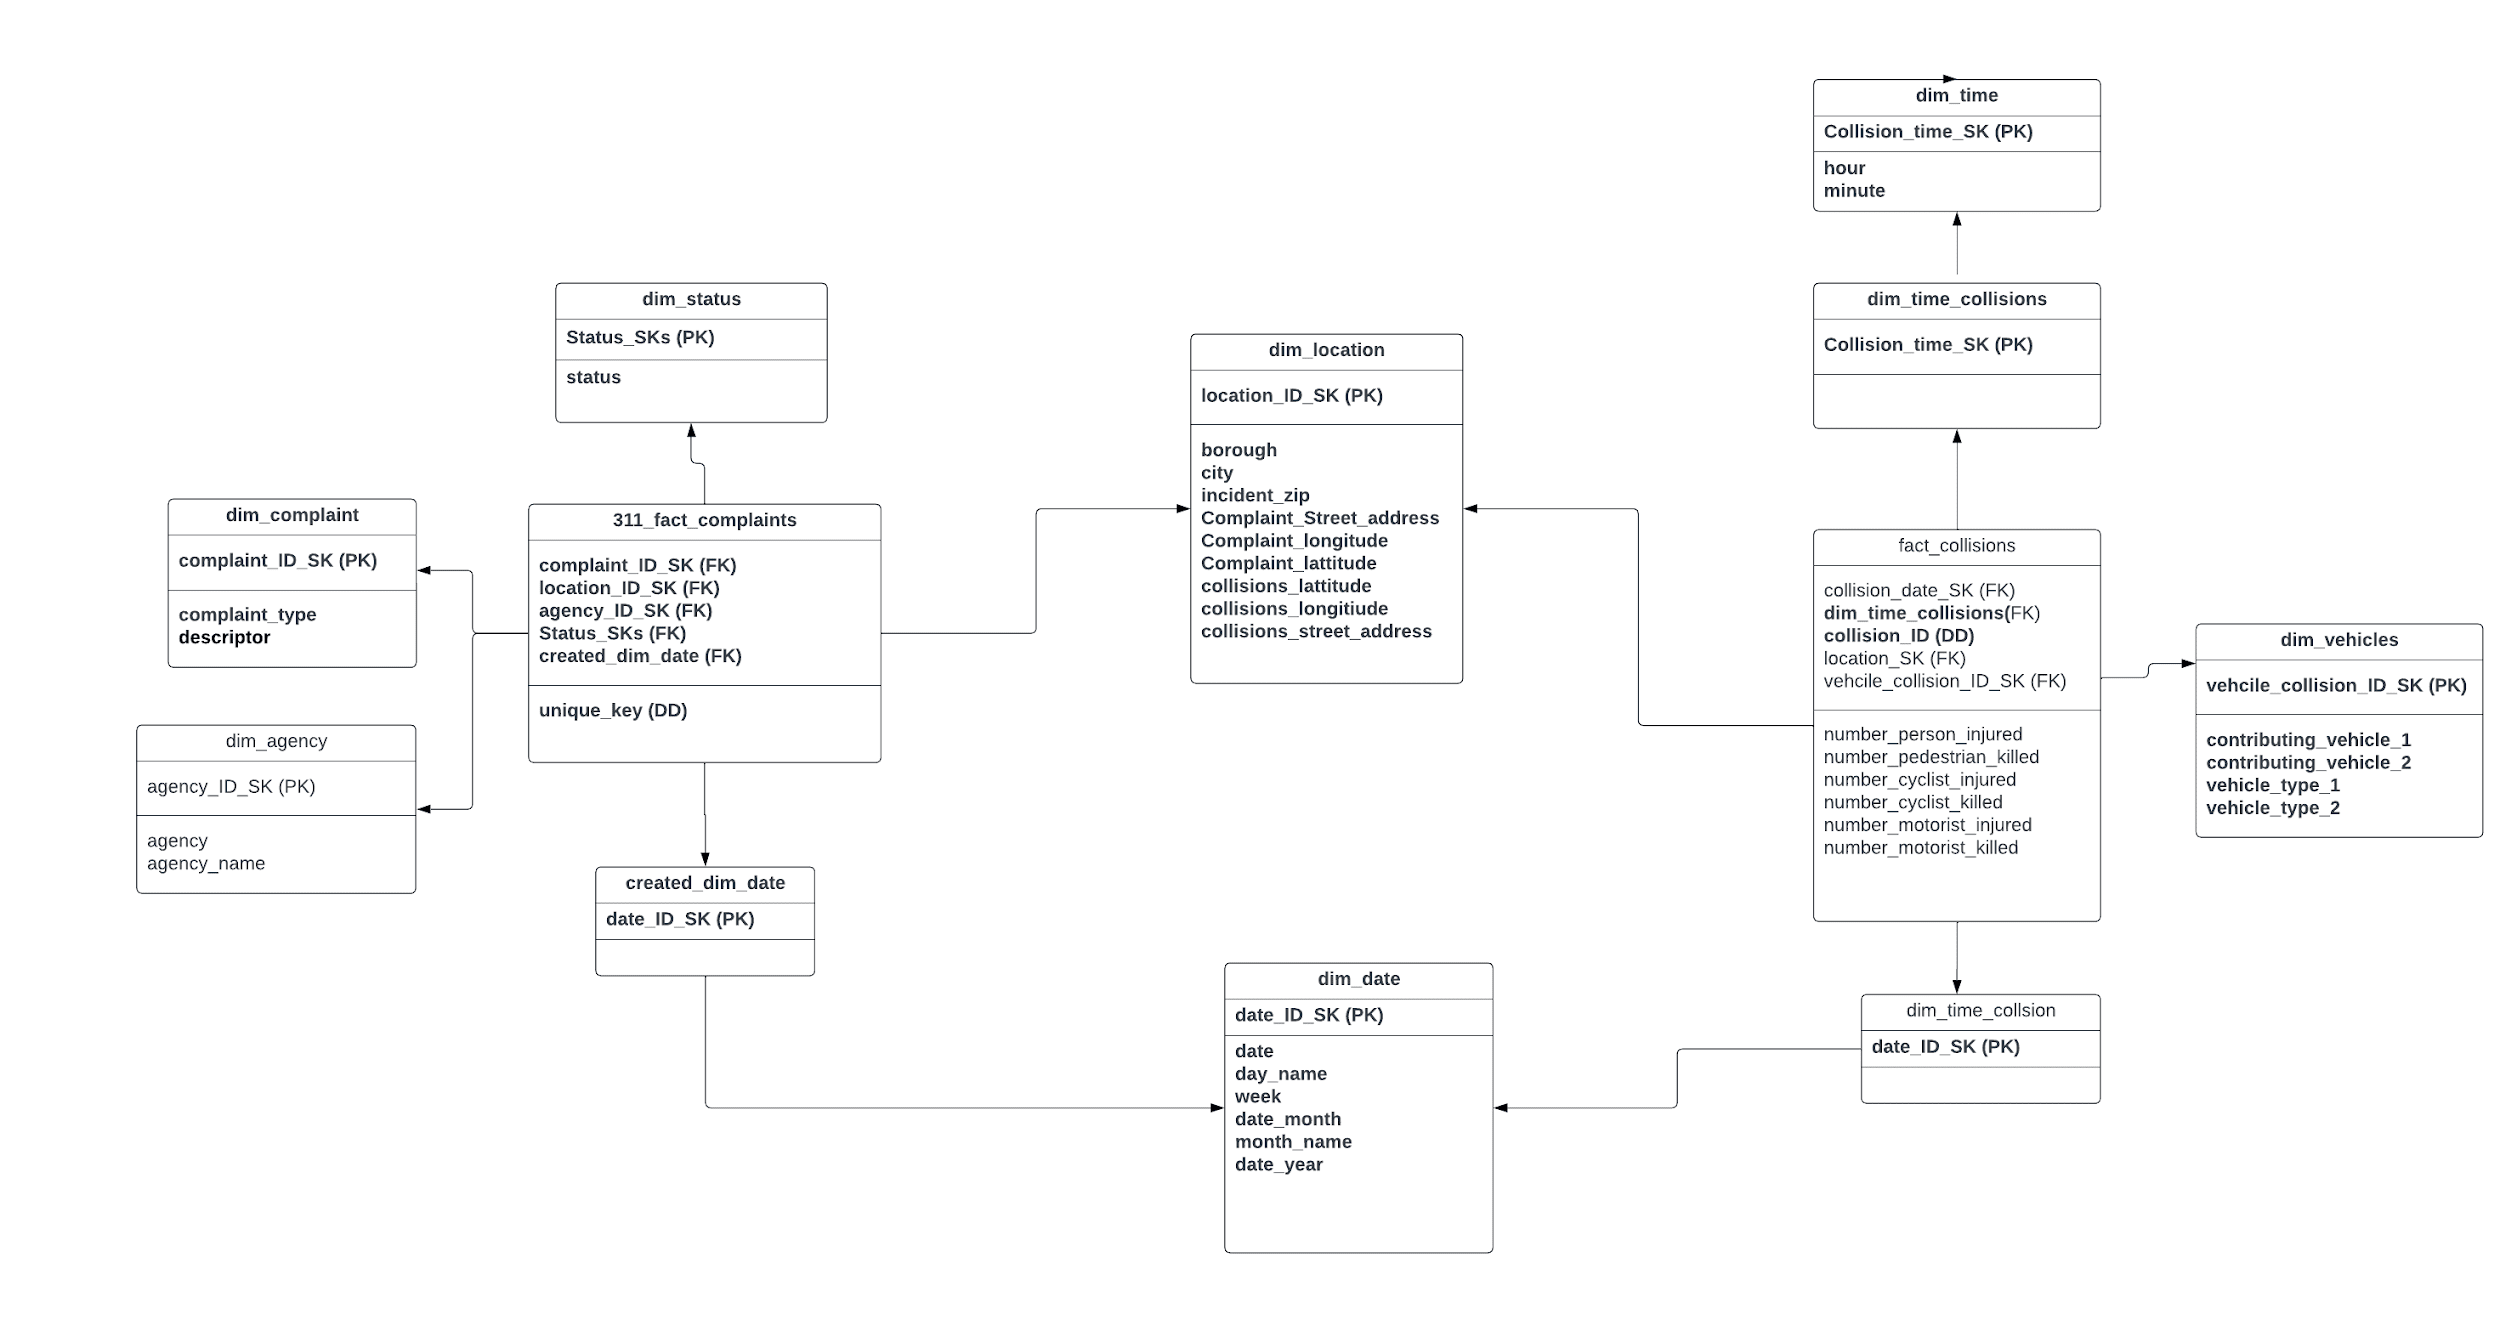 dim_time
Collision_time_SK (PK)
hour
minute
dim_status
Status_SKs (PK)
status
dim_time_collisions
Collision_time_SK (PK)
dim_location
location_ID_SK (PK)
borough
city
incident_zip
Complaint_Street_address
Complaint_longitude
Complaint_lattitude
collisions_lattitude
collisions_longitiude
collisions_street_address
dim_complaint
complaint_ID_SK (PK)
complaint_type
descriptor
311_fact_complaints
complaint_ID_SK (FK)
location_ID_SK (FK)
agency_ID_SK (FK)
Status_SKs (FK)
created_dim_date (FK)
unique_key (DD)
fact_collisions
collision_date_SK (FK)
dim_time_collisions(FK)
collision_ID (DD)
location_SK (FK)
vehcile_collision_ID_SK (FK)
number_person_injured
number_pedestrian_killed
number_cyclist_injured
number_cyclist_killed
number_motorist_injured
number_motorist_killed
dim_vehicles
vehcile_collision_ID_SK (PK)
contributing_vehicle_1
contributing_vehicle_2
vehicle_type_1
vehicle_type_2
dim_agency
agency_ID_SK (PK)
agency
agency_name
created_dim_date
date_ID_SK (PK)
dim_date
date_ID_SK (PK)
date
day_name
week
date_month
month_name
date_year
dim_time_collsion
date_ID_SK (PK)